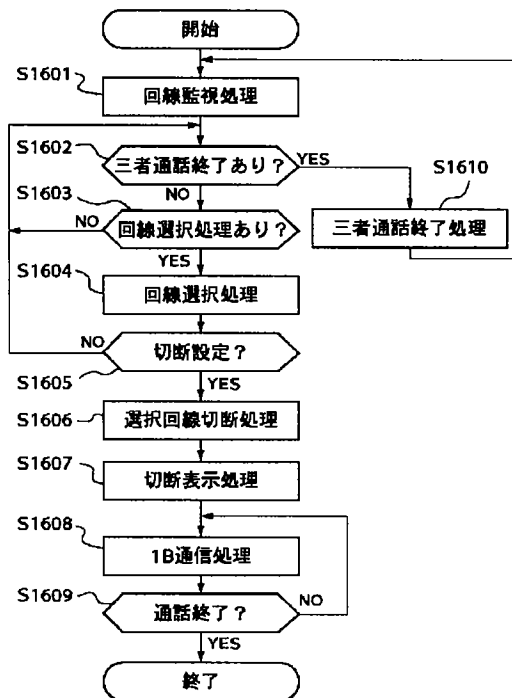 開始
S1601
回線監視処理
S1602
三者通話終了あり?
YES
NO
S1610
三者通話終了処理
S1603
回線選択処理あり?
NO
YES
S1604
回線選択処理
切断設定?
NO
S1605
YES
S1606
選択回線切断処理
S1607
切断表示処理
S1608
1B通信処理
S1609
通話終了?
NO
YES
終了